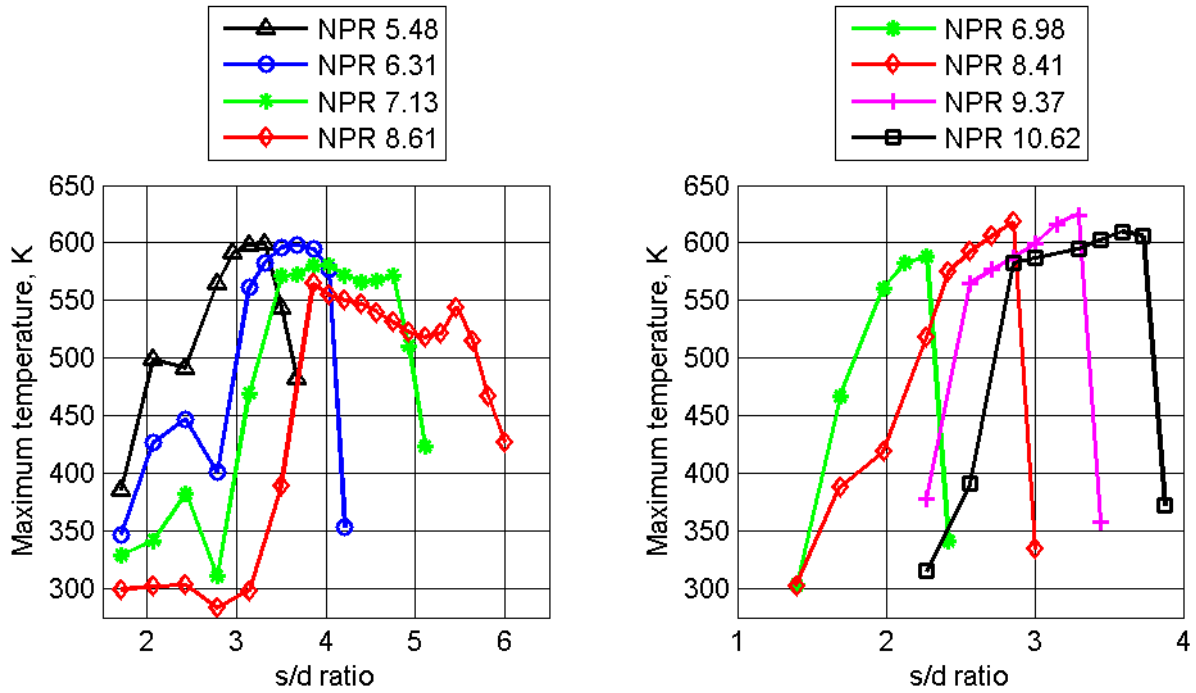 NPR 5.48
NPR 6.31
NPR 7.13
NPR 8.61
650
600
550
500
450
400
350
300
Maximum temperature, K
2 3 4 5 6
s/d ratio
NPR 6.98
NPR 8.41
NPR 9.37
NPR 10.62
650
600
550
500
450
400
350
300
Maximum temperature, K
1 2 3 4
s/d ratio